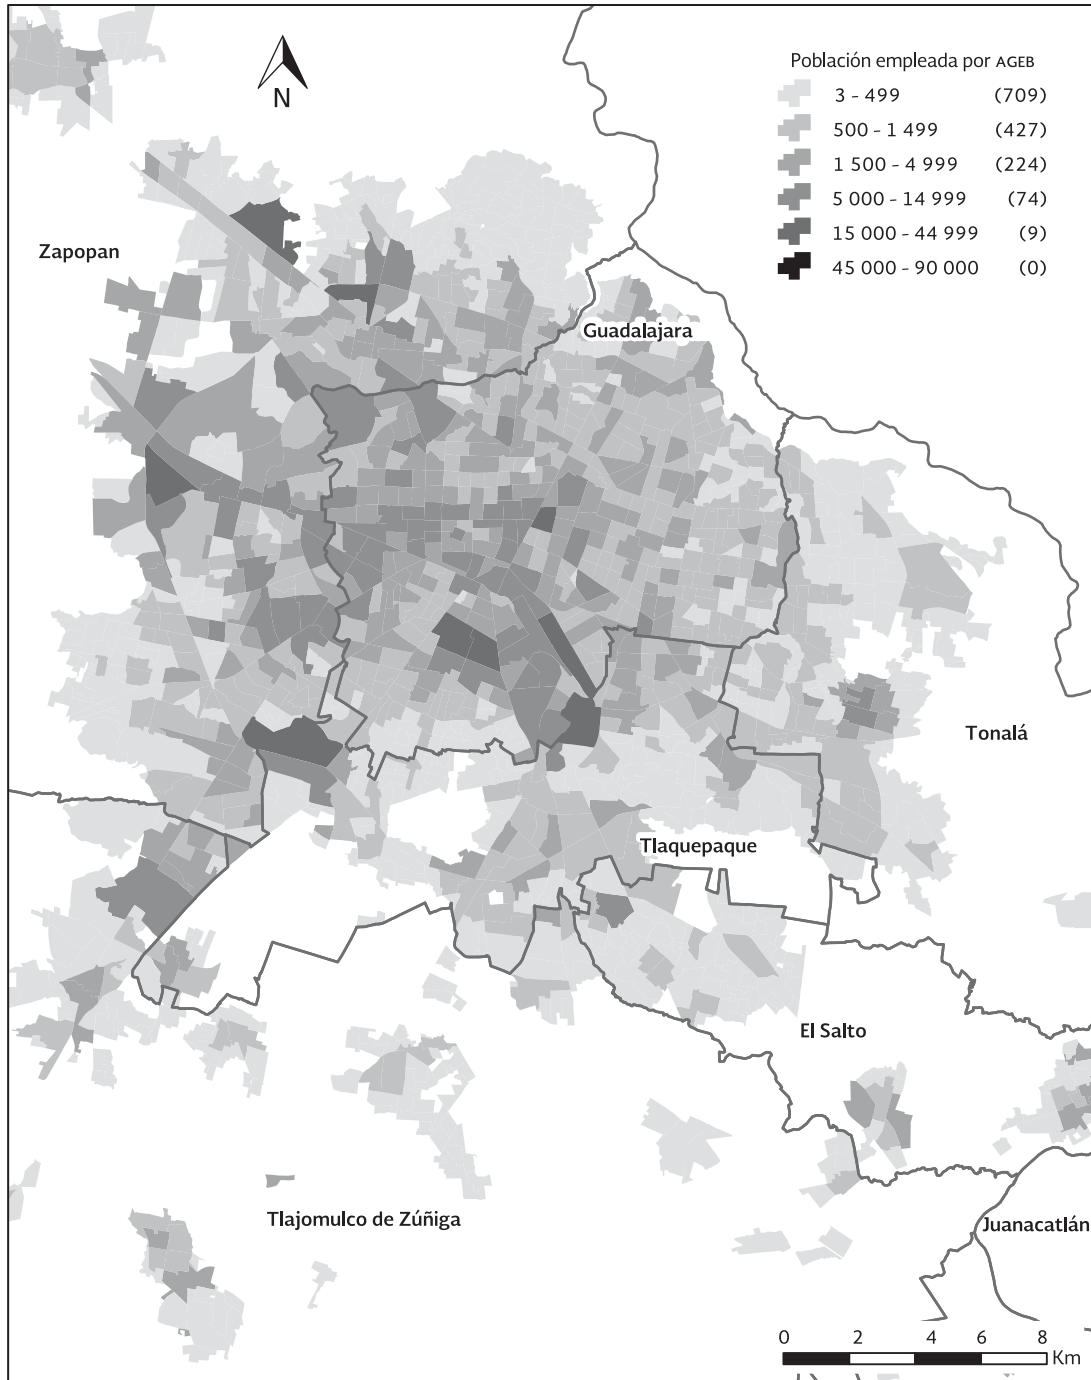 Población empleada por AGEB
3 - 499 (709)
500 - 1 499 (427)
1 500 - 4 999 (224)
5 000 - 14 999 (74)
15 000 - 44 999 (9)
45 000 - 90 000 (0)
N
Zapopan
Guadalajara
Tonalá
Tlaquepaque
El Salto
Tlajomulco de Zúñiga
Juanacatlán
0 2 4 6 8
Km